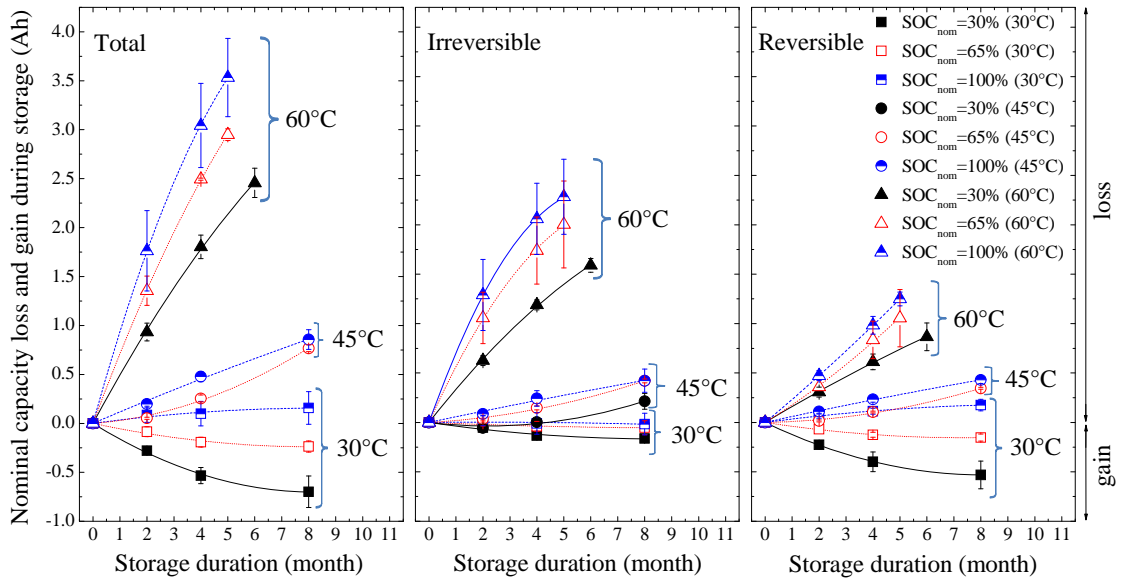 Nominal capacity loss and gain during storage (Ah)
4.0
3.5
3.0
2.5
2.0
1.5
1.0
0.5
0.0
-0.5
-1.0
Total
60°C
45°C
30°C
0 1 2 3 4 5 6 7 8 9 10 11
Storage duration (month)
Irreversible
60°C
45°C
30°C
0 1 2 3 4 5 6 7 8 9 10 11
Storage duration (month)
Reversible
SOCnom=30% (30°C)
SOCnom=65% (30°C)
SOCnom=100% (30°C)
SOCnom=30% (45°C)
SOCnom=65% (45°C)
SOCnom=100% (45°C)
SOCnom=30% (60°C)
SOCnom=65% (60°C)
SOCnom=100% (60°C)
60°C
45°C
30°C
0 1 2 3 4 5 6 7 8 9 10 11
Storage duration (month)
loss
gain